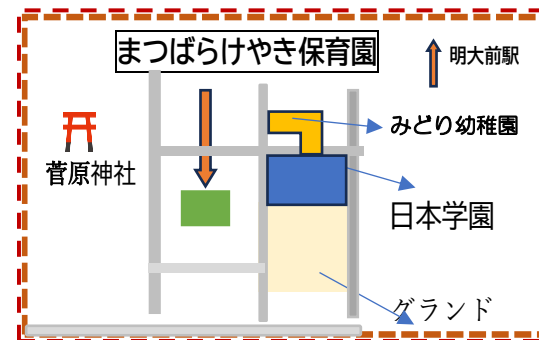 まつばらけやき保育園
明大前駅
みどり幼稚園
菅原神社
日本学園
グランド